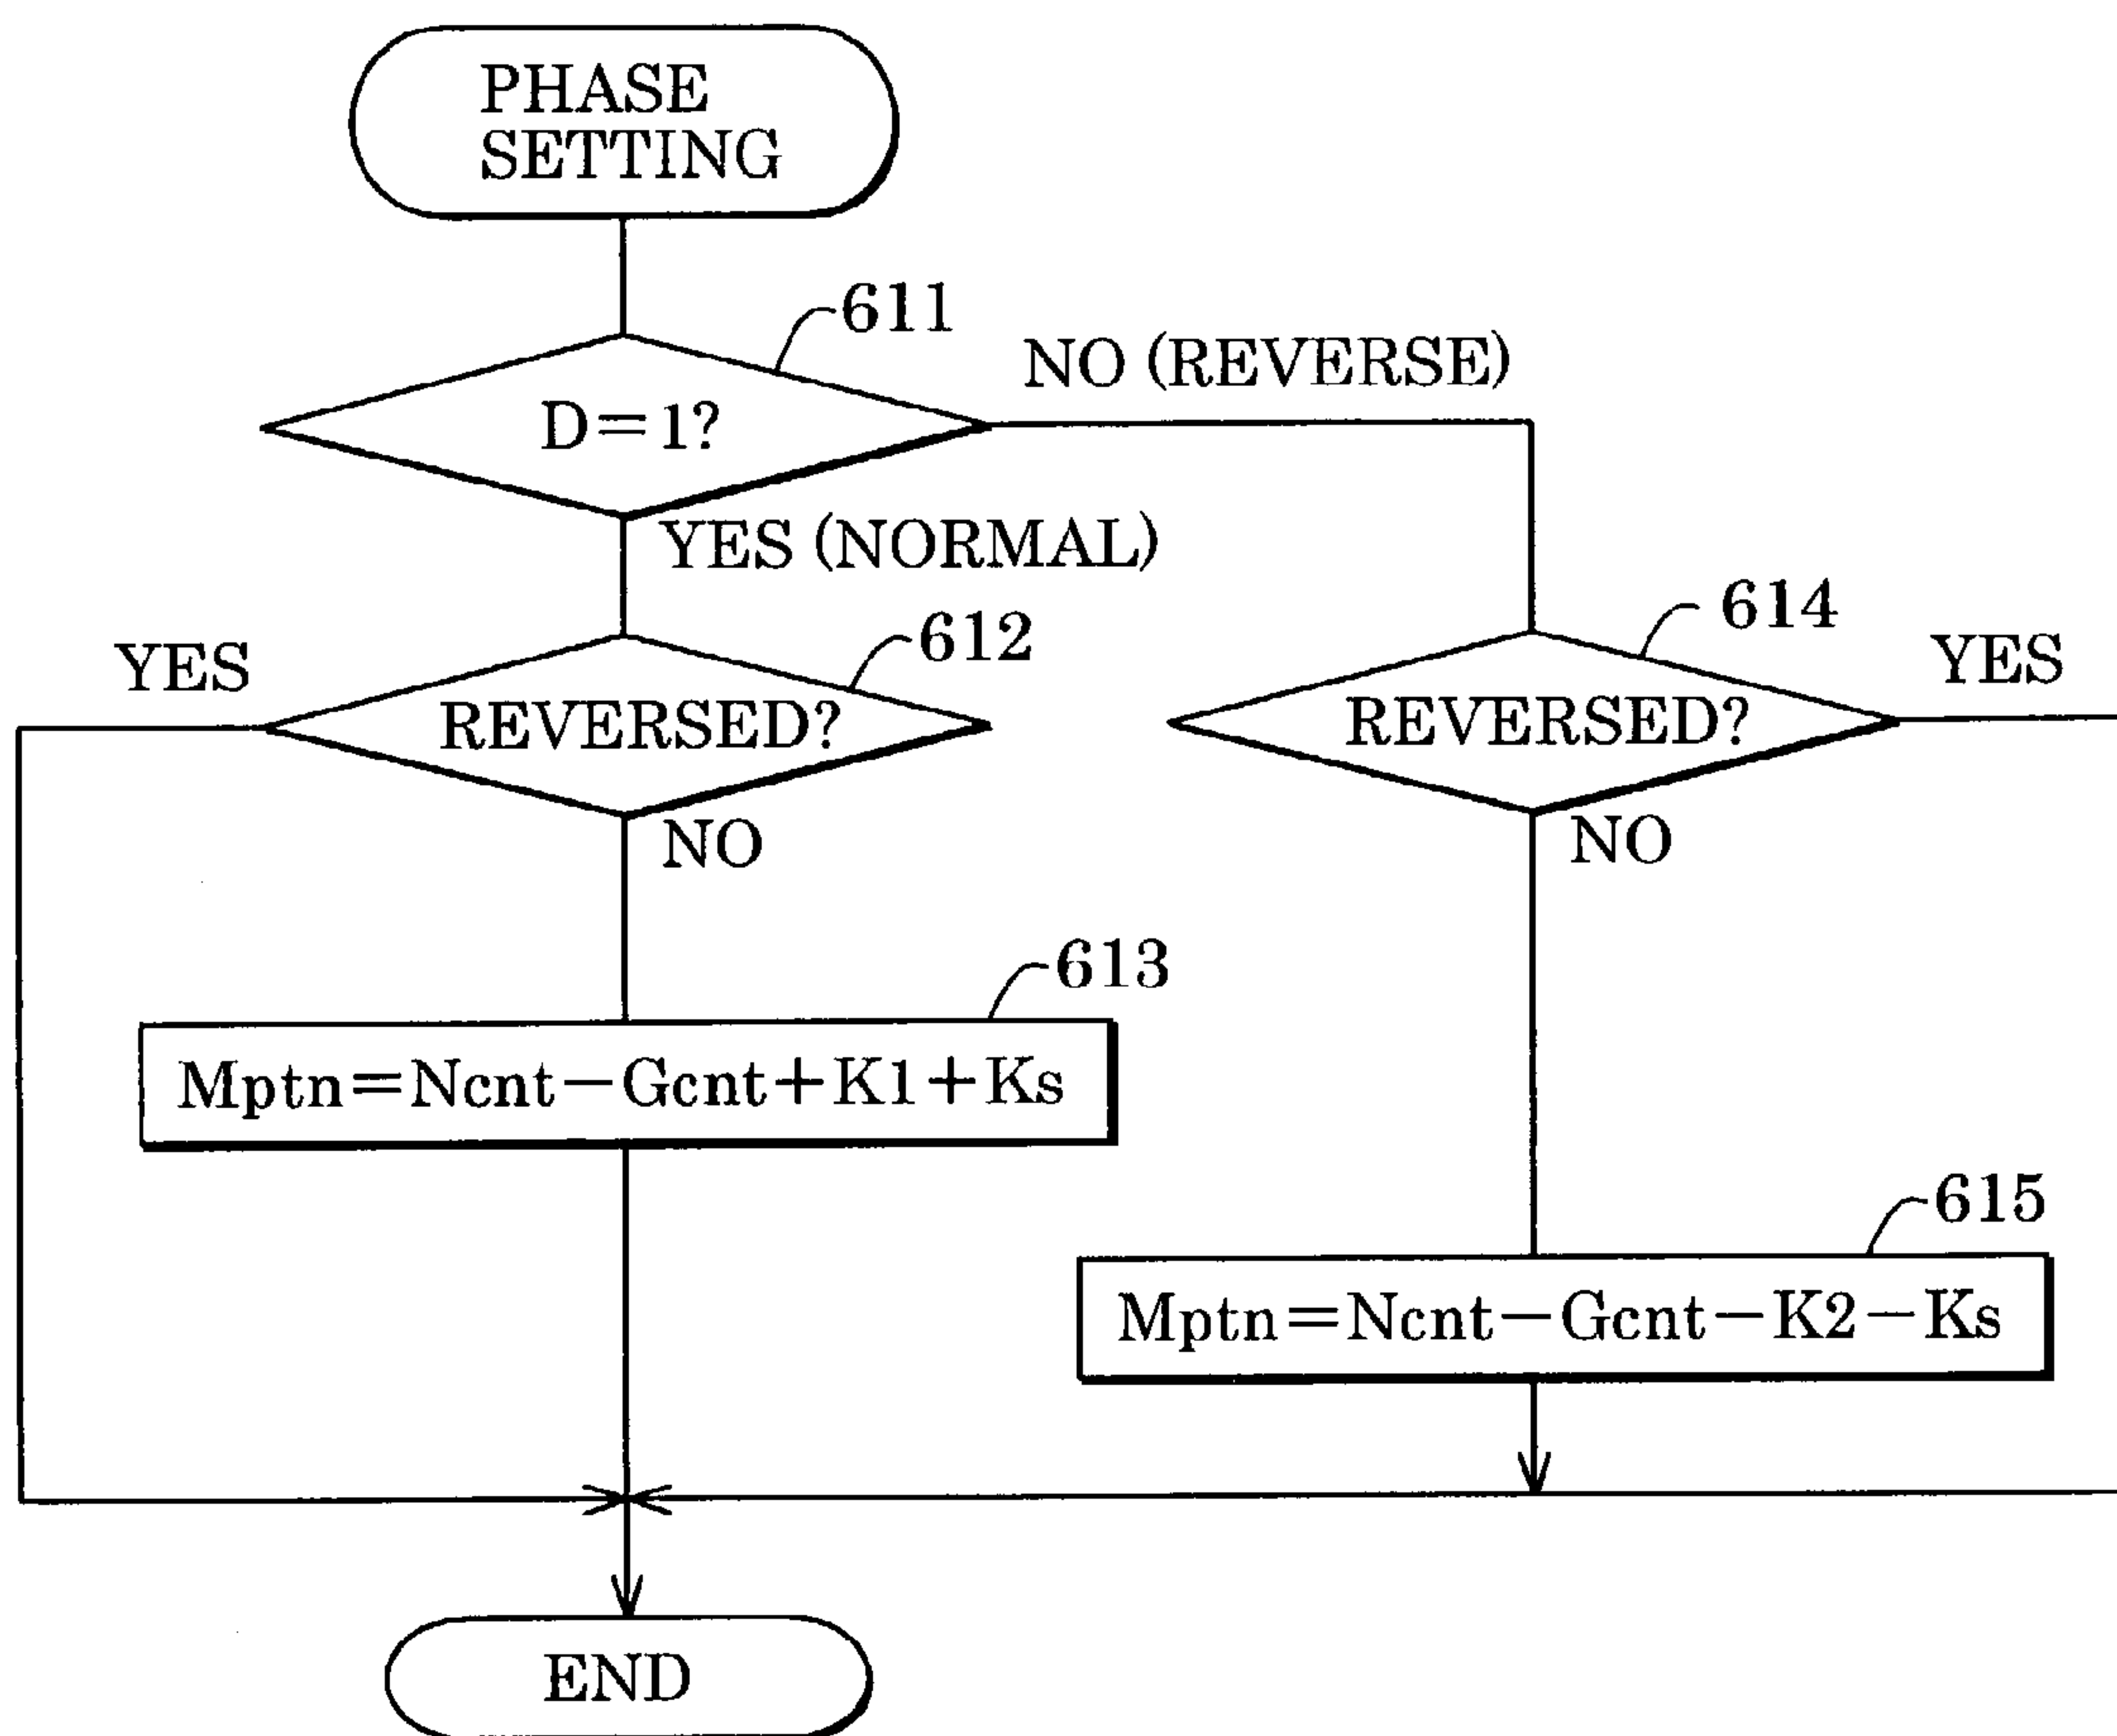 PHASE
SETTING
611
NO (REVERSE)
D=1?
YES (NORMAL)
612
614
YES
YES
REVERSED?
REVERSED?
NO
NO
613
Mptn=Ncnt−Gcnt+K1+Ks
615
Mptn=Ncnt−Gcnt−K2−Ks
END